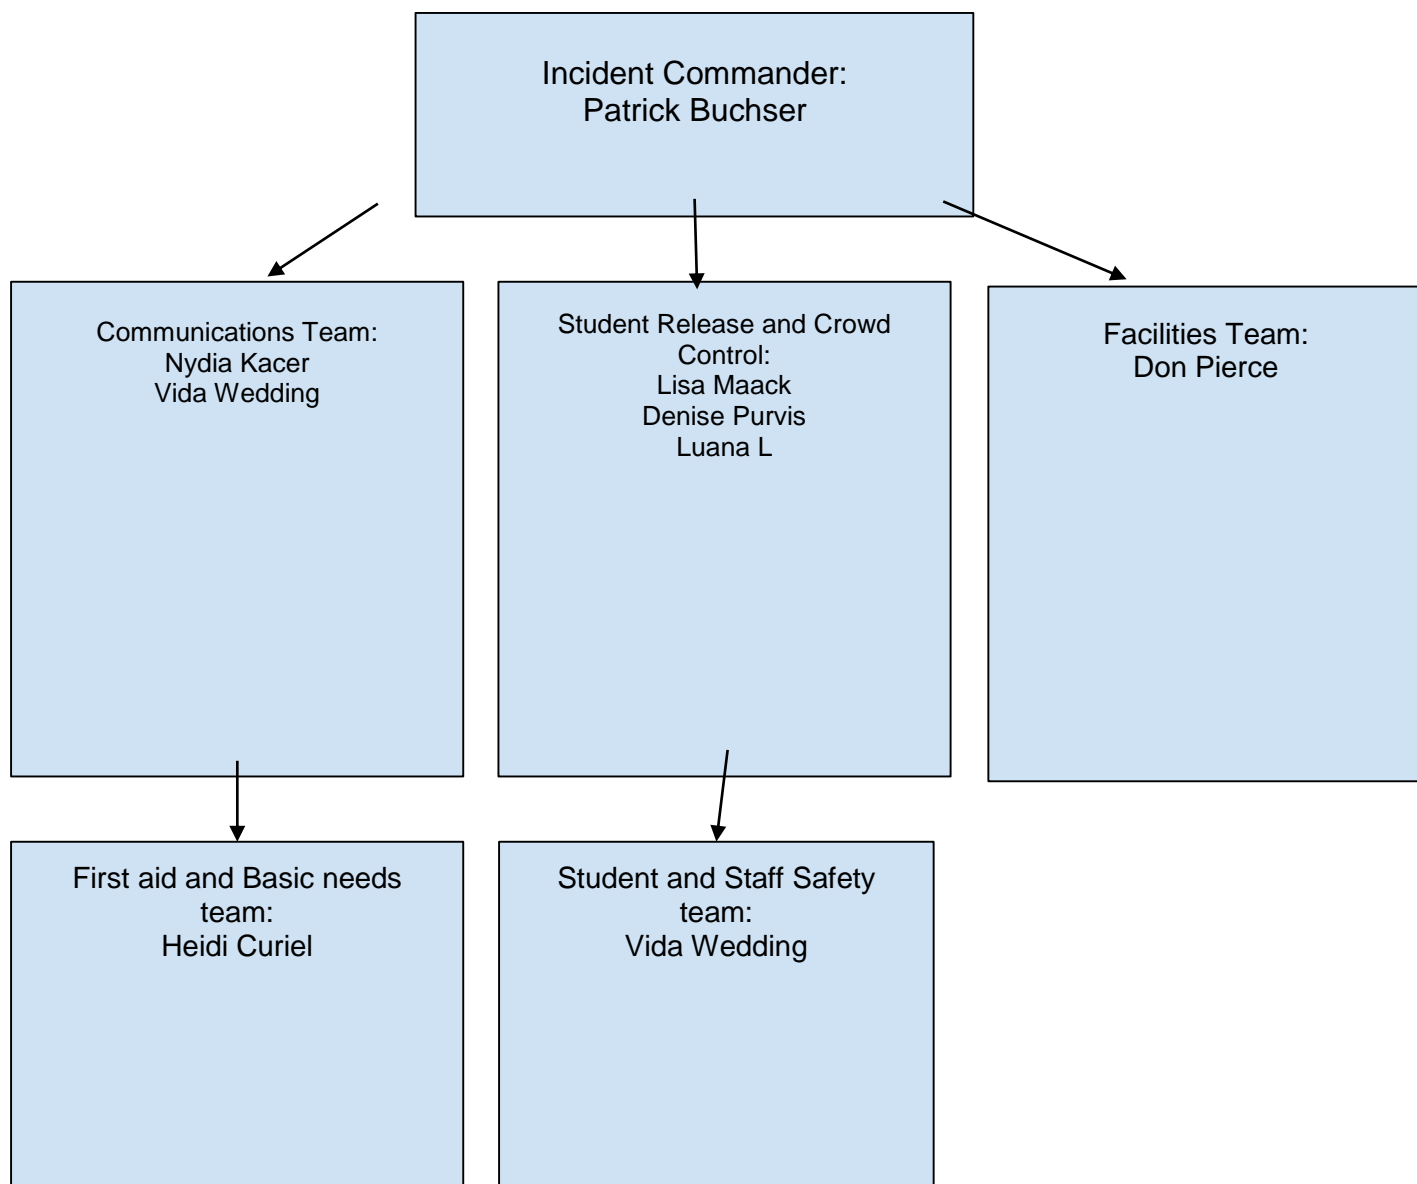 Incident Commander:
Patrick Buchser
Communications Team:
Nydia Kacer
Vida Wedding
Student Release and Crowd
Control:
Lisa Maack
Denise Purvis
Luana L
Facilities Team:
Don Pierce
First aid and Basic needs
team:
Heidi Curiel
Student and Staff Safety
team:
Vida Wedding